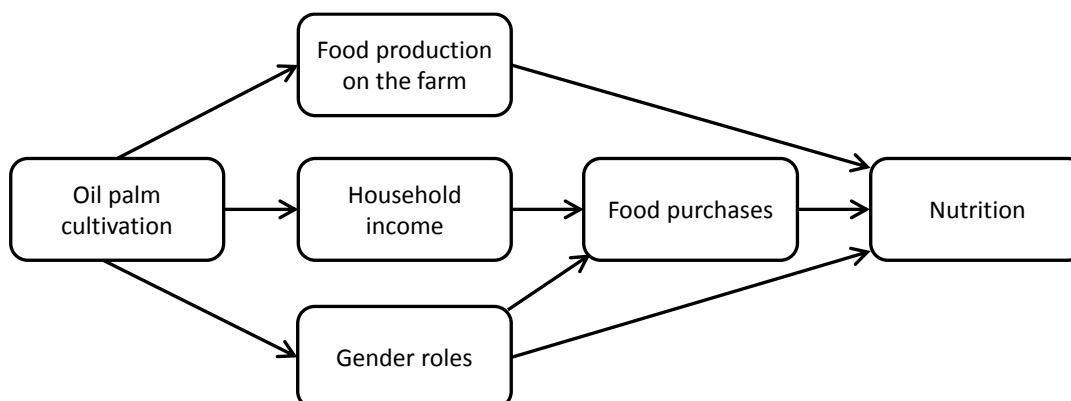 Food production
on the farm
Oil palm
cultivation
Household
income
Food purchases
Nutrition
Gender roles